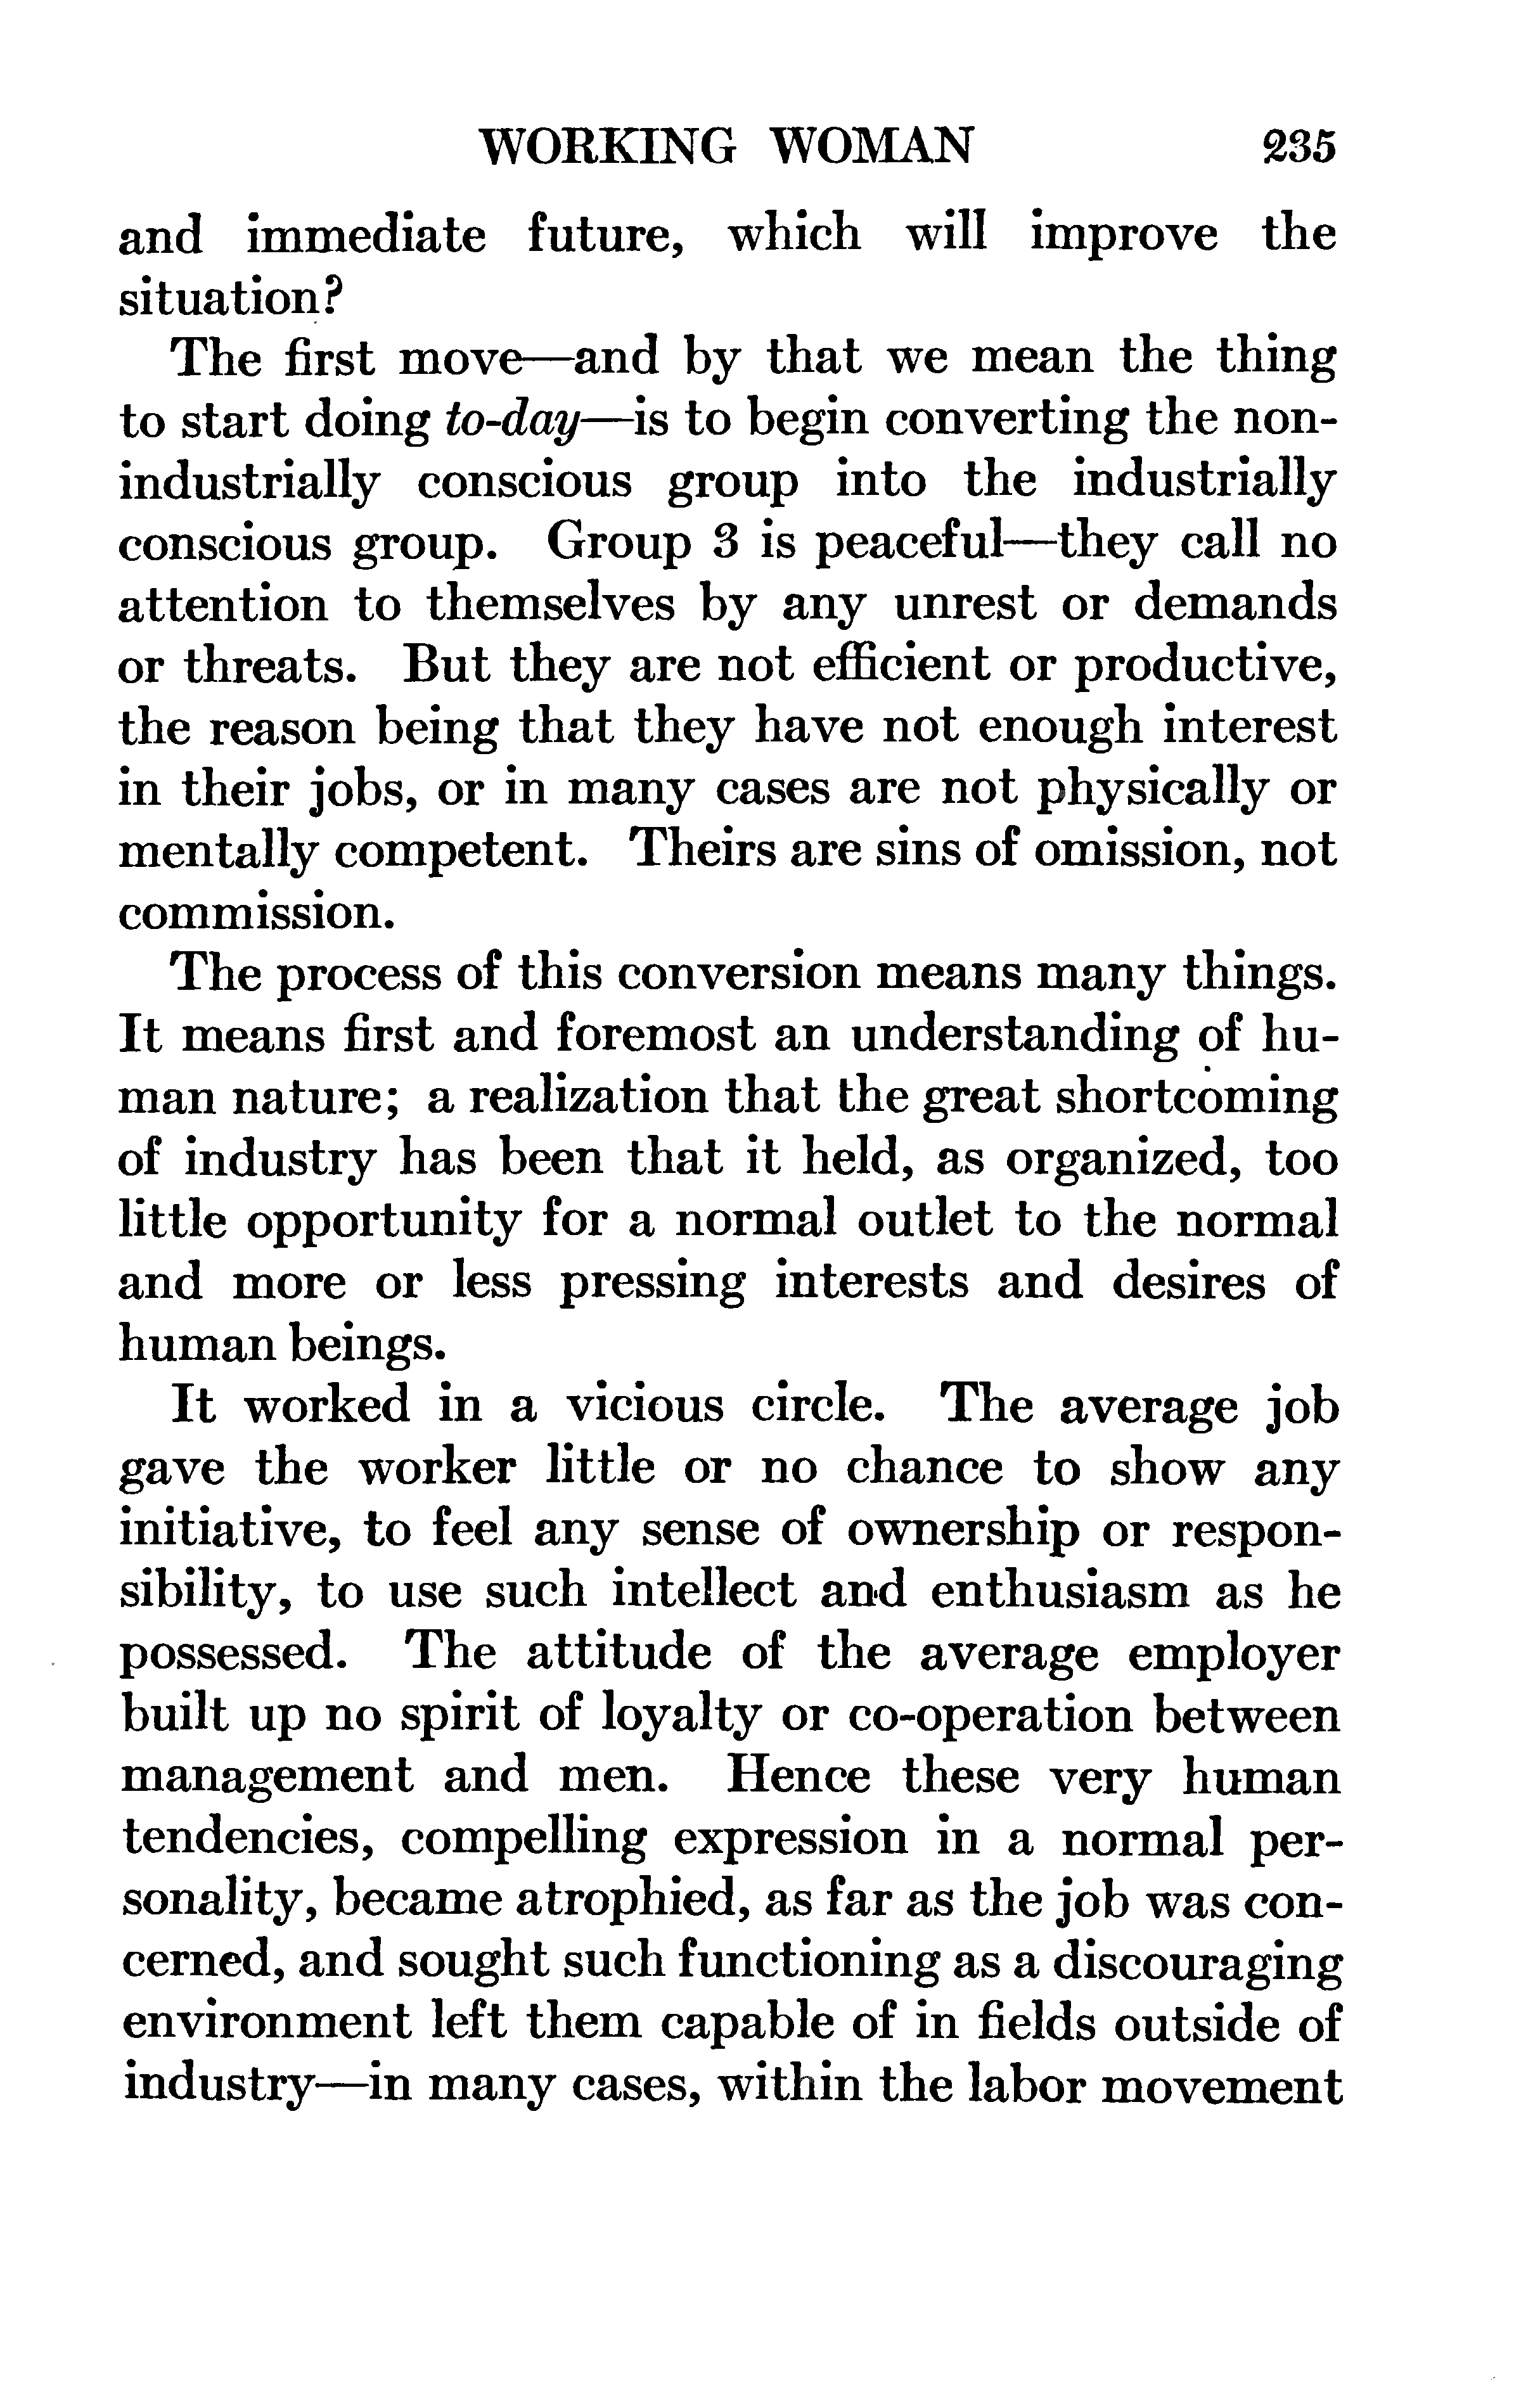 WORKING WOMAN 235
and immediate future, which will improve the
situation?
The first move—and by that we mean the thing
to start doing to-day—is to begin converting the non-
industrially conscious group into the industrially
conscious group. Group 3 is peaceful—they call no
attention to themselves by any unrest or demands
or threats. But they are not efficient or productive,
the reason being that they have not enough interest
in their jobs, or in many cases are not physically or
mentally competent. Theirs are sins of omission, not
commission.
The process of this conversion means many things.
It means first and foremost an understanding of hu-
man nature; a realization that the great shortcoming
of industry has been that it held, as organized, too
little opportunity for a normal outlet to the normal
and more or less pressing interests and desires of
human beings.
It worked in a vicious circle. The average job
gave the worker little or no chance to show any
initiative, to feel any sense of ownership or respon-
sibility, to use such intellect and enthusiasm as he
possessed. The attitude of the average employer
built up no spirit of loyalty or co-operation between
management and men. Hence these very human
tendencies, compelling expression in a normal per-
sonality, became atrophied, as far as the job was con-
cerned, and sought such functioning as a discouraging
environment left them capable of in fields outside of
industry—in many cases, within the labor movement